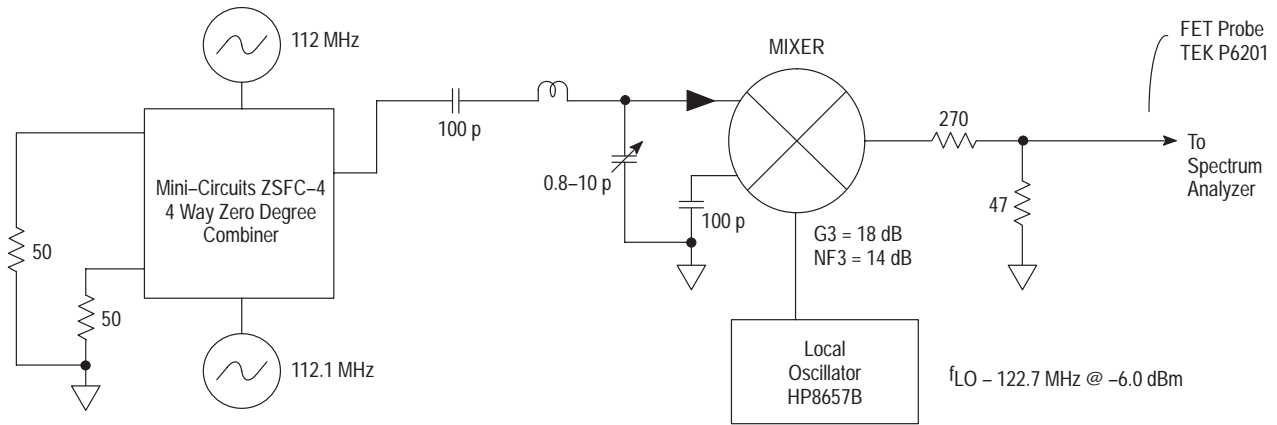 112 MHz
MIXER
FET Probe
TEK P6201
100 p
270
To
Spectrum
Analyzer
Mini–Circuits ZSFC–4
4 Way Zero Degree
Combiner
0.8–10 p
100 p
47
50
50
G3 = 18 dB
NF3 = 14 dB
112.1 MHz
Local
Oscillator
HP8657B
fLO – 122.7 MHz @ –6.0 dBm